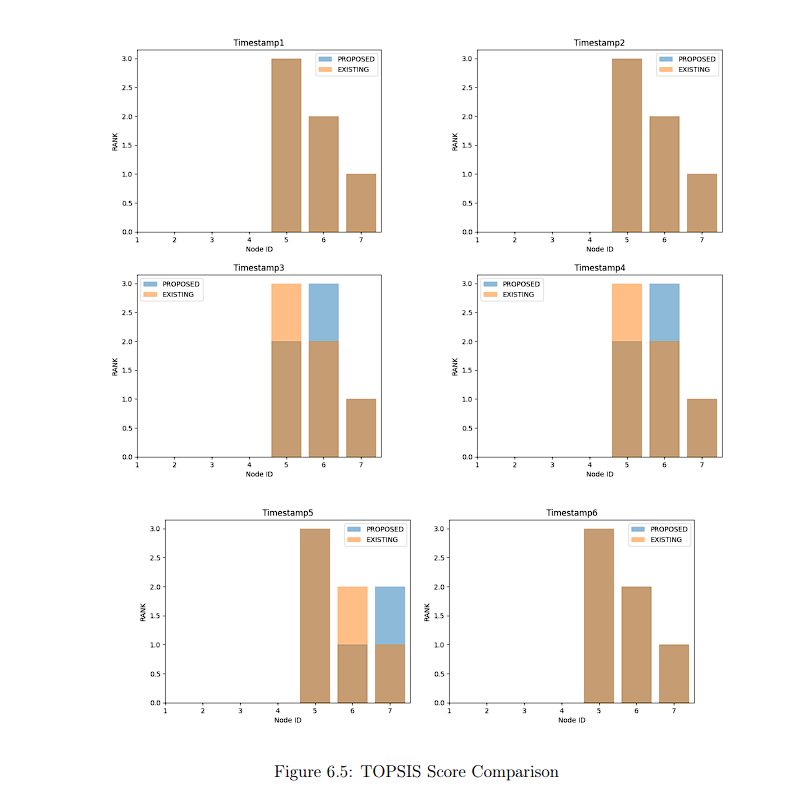 Timestamp1
PROPOSED
EXISTING
3.0
2.5
2.0
1.5
1.0
0.5
0.0
RANK
1 2 3 4 5 6 7
Node ID
Timestamp2
PROPOSED
EXISTING
3.0
2.5
2.0
1.5
1.0
0.5
0.0
RANK
1 2 3 4 5 6 7
Node ID
Timestamp3
PROPOSED
EXISTING
3.0
2.5
2.0
1.5
1.0
0.5
0.0
RANK
1 2 3 4 5 6 7
Node ID
Timestamp4
PROPOSED
EXISTING
3.0
2.5
2.0
1.5
1.0
0.5
0.0
RANK
1 2 3 4 5 6 7
Node ID
Timestamp5
PROPOSED
EXISTING
3.0
2.5
2.0
1.5
1.0
0.5
0.0
RANK
1 2 3 4 5 6 7
Node ID
Timestamp6
PROPOSED
EXISTING
3.0
2.5
2.0
1.5
1.0
0.5
0.0
RANK
1 2 3 4 5 6 7
Node ID
Figure 6.5: TOPSIS Score Comparison